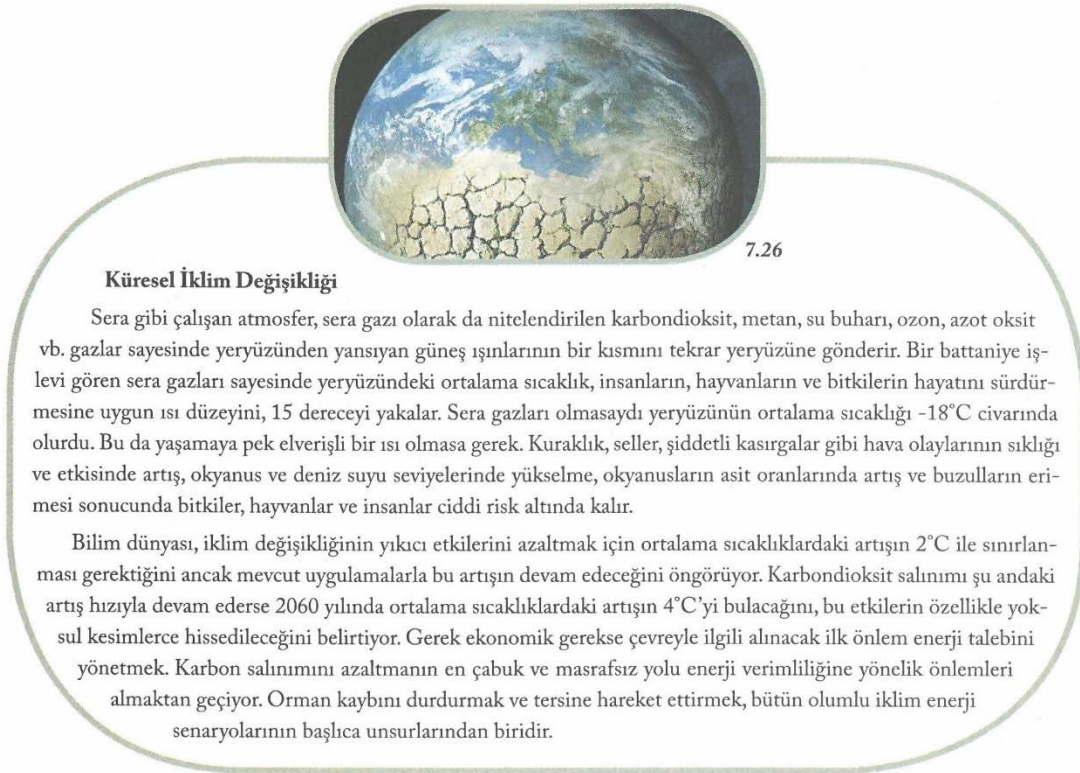 7.26
Küresel İklim Değişikliği
Sera gibi çalışan atmosfer, sera gazı olarak da nitelendirilen karbondioksit, metan, su buharı, ozon, azot oksit
vb. gazlar sayesinde yeryüzünden yansıyan güneş ışınlarının bir kısmını tekrar yeryüzüne gönderir. Bir battaniye iş-
levi gören sera gazları sayesinde yeryüzündeki ortalama sıcaklık, insanların, hayvanların ve bitkilerin hayatını sürdür-
mesine uygun ısı düzeyini, 15 dereceyi yakalar. Sera gazları olmasaydı yeryüzünün ortalama sıcaklığı -18°C civarında
olurdu. Bu da yaşamaya pek elverişli bir ısı olmasa gerek. Kuraklık, seller, şiddetli kasırgalar gibi hava olaylarının sıklığı
ve etkisinde artış, okyanus ve deniz suyu seviyelerinde yükselme, okyanusların asit oranlarında artış ve buzulların eri-
mesi sonucunda bitkiler, hayvanlar ve insanlar ciddi risk altında kalır.
Bilim dünyası, iklim değişikliğinin yıkıcı etkilerini azaltmak için ortalama sıcaklıklardaki artışın 2°C ile sınırlan-
ması gerektiğini ancak mevcut uygulamalarla bu artışın devam edeceğini öngörüyor. Karbondioksit salınımı şu andaki
artış hızıyla devam ederse 2060 yılında ortalama sıcaklıklardaki artışın 4°C'yi bulacağını, bu etkilerin özellikle yok-
sul kesimlerce hissedileceğini belirtiyor. Gerek ekonomik gerekse çevreyle ilgili alınacak ilk önlem enerji talebini
yönetmek. Karbon salınımını azaltmanın en çabuk ve masrafsız yolu enerji verimliliğine yönelik önlemleri
almaktan geçiyor. Orman kaybını durdurmak ve tersine hareket ettirmek, bütün olumlu iklim enerji
senaryolarının başlıca unsurlarından biridir.